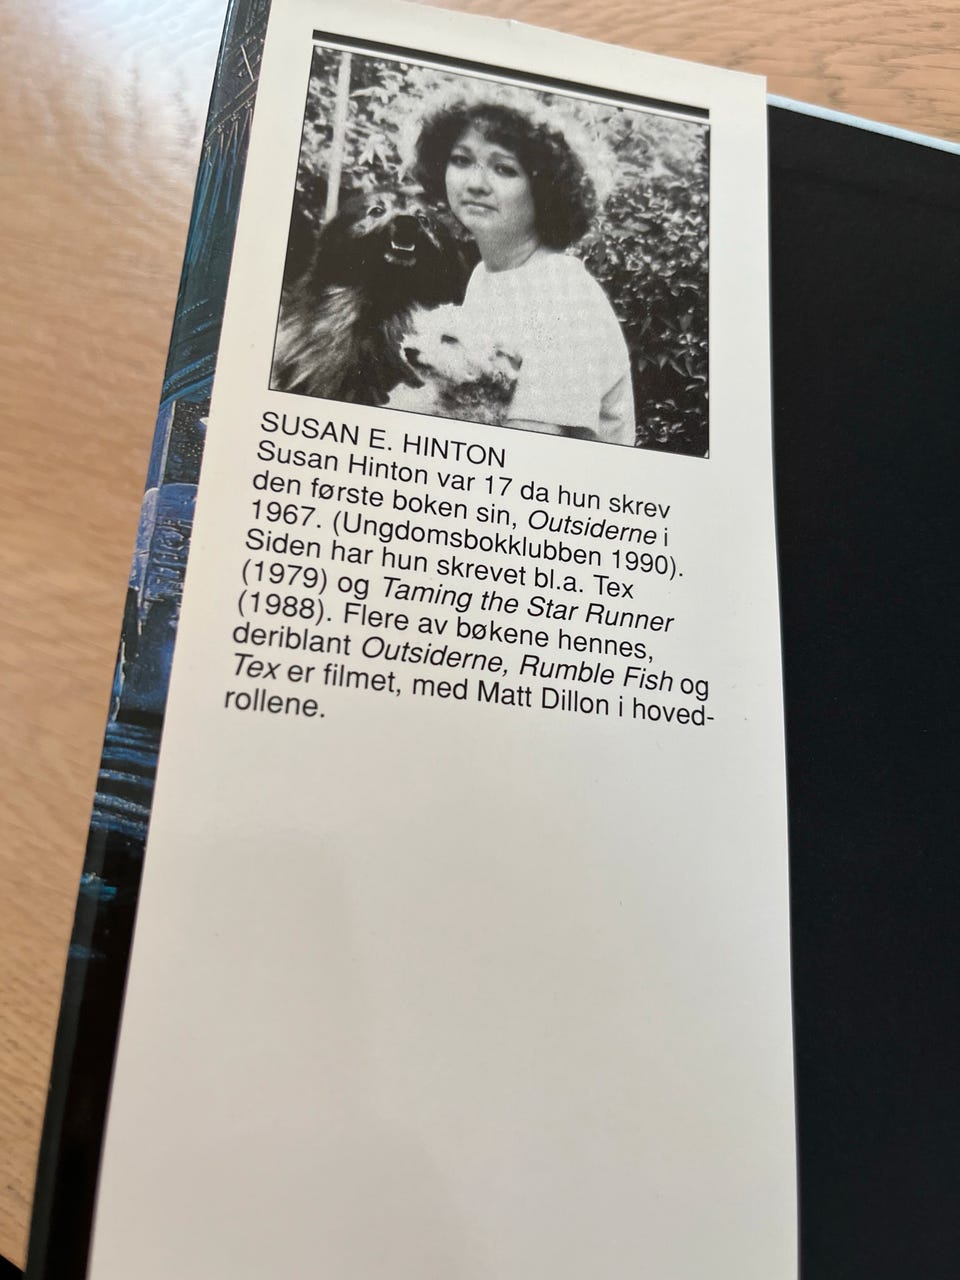 SUSAN E. HINTON
Susan Hinton var 17 da hun skrev
den første boken sin, Outsiderne i
1967. (Ungdomsbokklubben 1990).
Siden har hun skrevet bl.a. Tex
(1979) og Taming the Star Runner
(1988). Flere av bøkene hennes,
deriblant Outsiderne, Rumble Fish og
Tex er filmet, med Matt Dillon i hoved-
rollene.